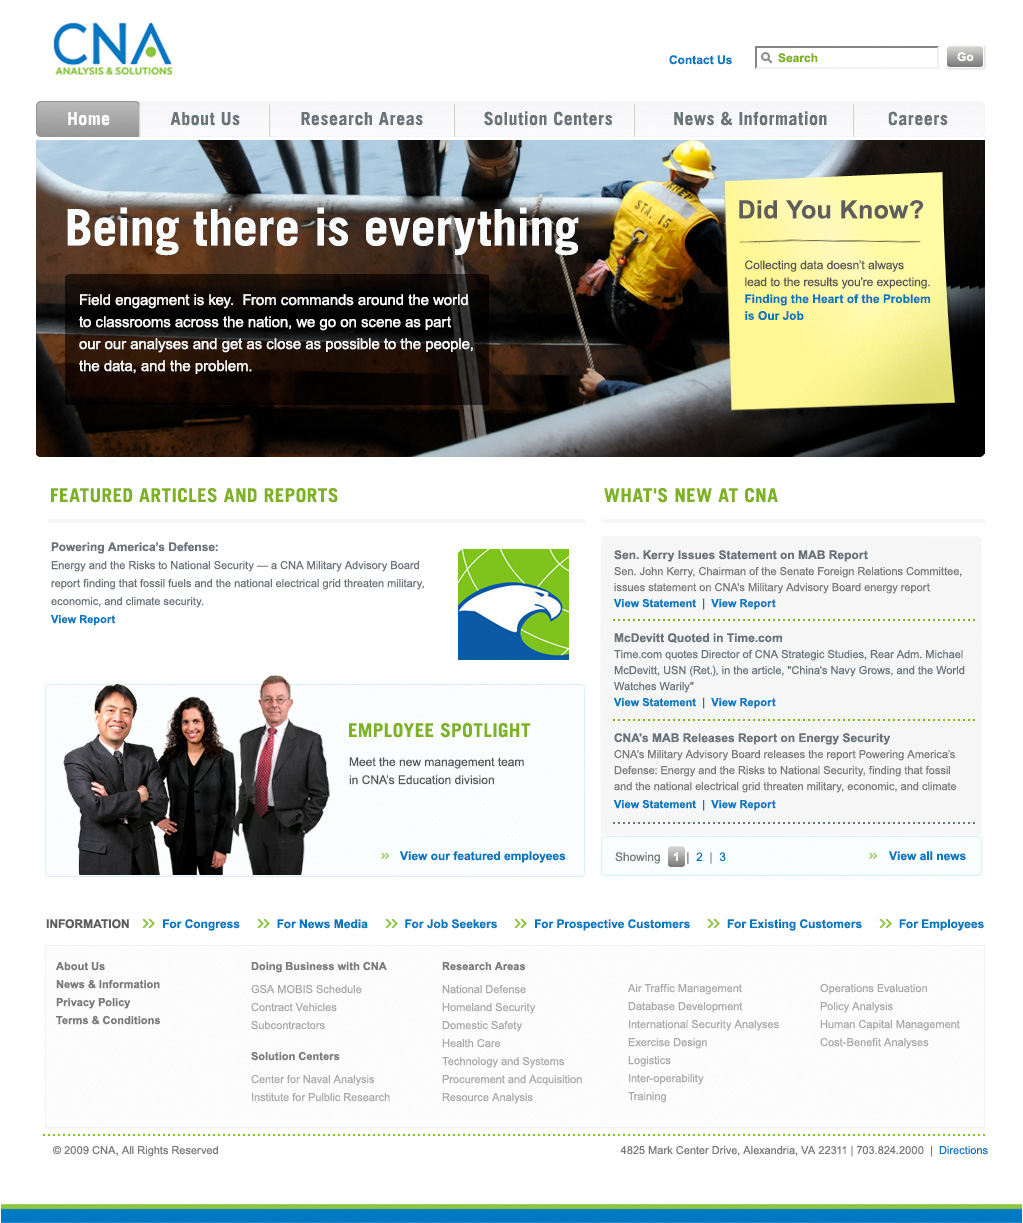 CNA
ANALYSIS & SOLUTIONS
Contact Us
Search
Go
Home
About Us
Research Areas
Solution Centers
News & Information
Careers
Being there is everything
Field engagment is key. From commands around the world
to classrooms across the nation, we go on scene as part
our our analyses and get as close as possible to the people,
the data, and the problem.
STA. 15
Did You Know?
Collecting data doesn't always
lead to the results you're expecting.
Finding the Heart of the Problem
is Our Job
FEATURED ARTICLES AND REPORTS
Powering America's Defense:
Energy and the Risks to National Security — a CNA Military Advisory Board
report finding that fossil fuels and the national electrical grid threaten military,
economic, and climate security.
View Report
EMPLOYEE SPOTLIGHT
Meet the new management team
in CNA's Education division
» View our featured employees
WHAT'S NEW AT CNA
Sen. Kerry Issues Statement on MAB Report
Sen. John Kerry, Chairman of the Senate Foreign Relations Committee,
issues statement on CNA's Military Advisory Board energy report
View Statement | View Report
McDevitt Quoted in Time.com
Time.com quotes Director of CNA Strategic Studies, Rear Adm. Michael
McDevitt, USN (Ret.), in the article, "China's Navy Grows, and the World
Watches Warily"
View Statement | View Report
CNA's MAB Releases Report on Energy Security
CNA's Military Advisory Board releases the report Powering America's
Defense: Energy and the Risks to National Security, finding that fossil
and the national electrical grid threaten military, economic, and climate
View Statement | View Report
Showing 1 | 2 | 3
» View all news
INFORMATION » For Congress » For News Media » For Job Seekers » For Prospective Customers » For Existing Customers » For Employees
About Us
News & Information
Privacy Policy
Terms & Conditions
Doing Business with CNA
GSA MOBIS Schedule
Contract Vehicles
Subcontractors
Solution Centers
Center for Naval Analysis
Institute for Pulblic Research
Research Areas
National Defense
Homeland Security
Domestic Safety
Health Care
Technology and Systems
Procurement and Acquisition
Resource Analysis
Air Traffic Management
Database Development
International Security Analyses
Exercise Design
Logistics
Inter-operability
Training
Operations Evaluation
Policy Analysis
Human Capital Management
Cost-Benefit Analyses
© 2009 CNA, All Rights Reserved
4825 Mark Center Drive, Alexandria, VA 22311 | 703.824.2000 | Directions